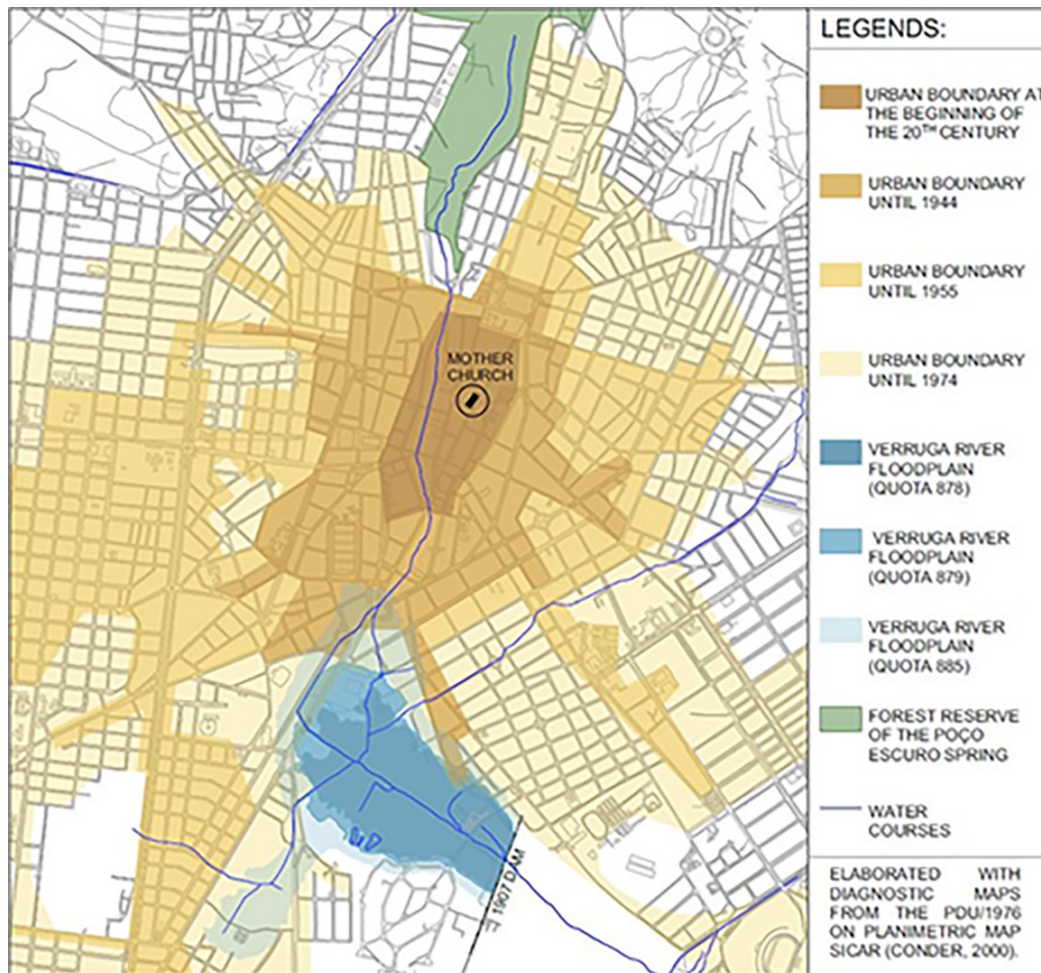 LEGENDS:
URBAN BOUNDARY AT
THE BEGINNING OF
THE 20TH CENTURY
URBAN BOUNDARY
UNTIL 1944
URBAN BOUNDARY
UNTIL 1955
URBAN BOUNDARY
UNTIL 1974
VERRUGA RIVER
FLOODPLAIN
(QUOTA 878)
VERRUGA RIVER
FLOODPLAIN
(QUOTA 879)
VERRUGA RIVER
FLOODPLAIN
(QUOTA 885)
FOREST RESERVE
OF THE POÇO
ESCURO SPRING
WATER
COURSES
ELABORATED WITH
DIAGNOSTIC MAPS
FROM THE PDU/1976
ON PLANIMETRIC MAP
SICAR (CONDER, 2000).
MOTHER
CHURCH
1907 DAM